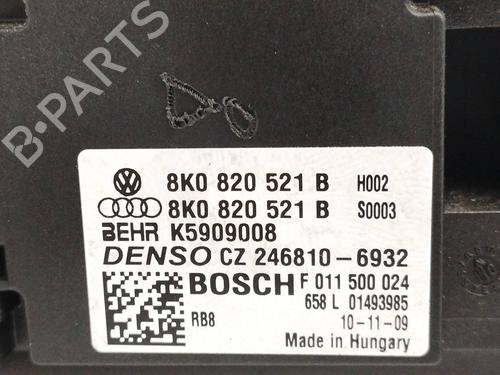 B-PARTS
8K0 820 521 B H002
8K0 820 521 B S0003
BEHR K5909008
DENSO CZ 246810-6932
BOSCH F 011 500 024
658 L 01493985
RB8 10-11-09
Made in Hungary